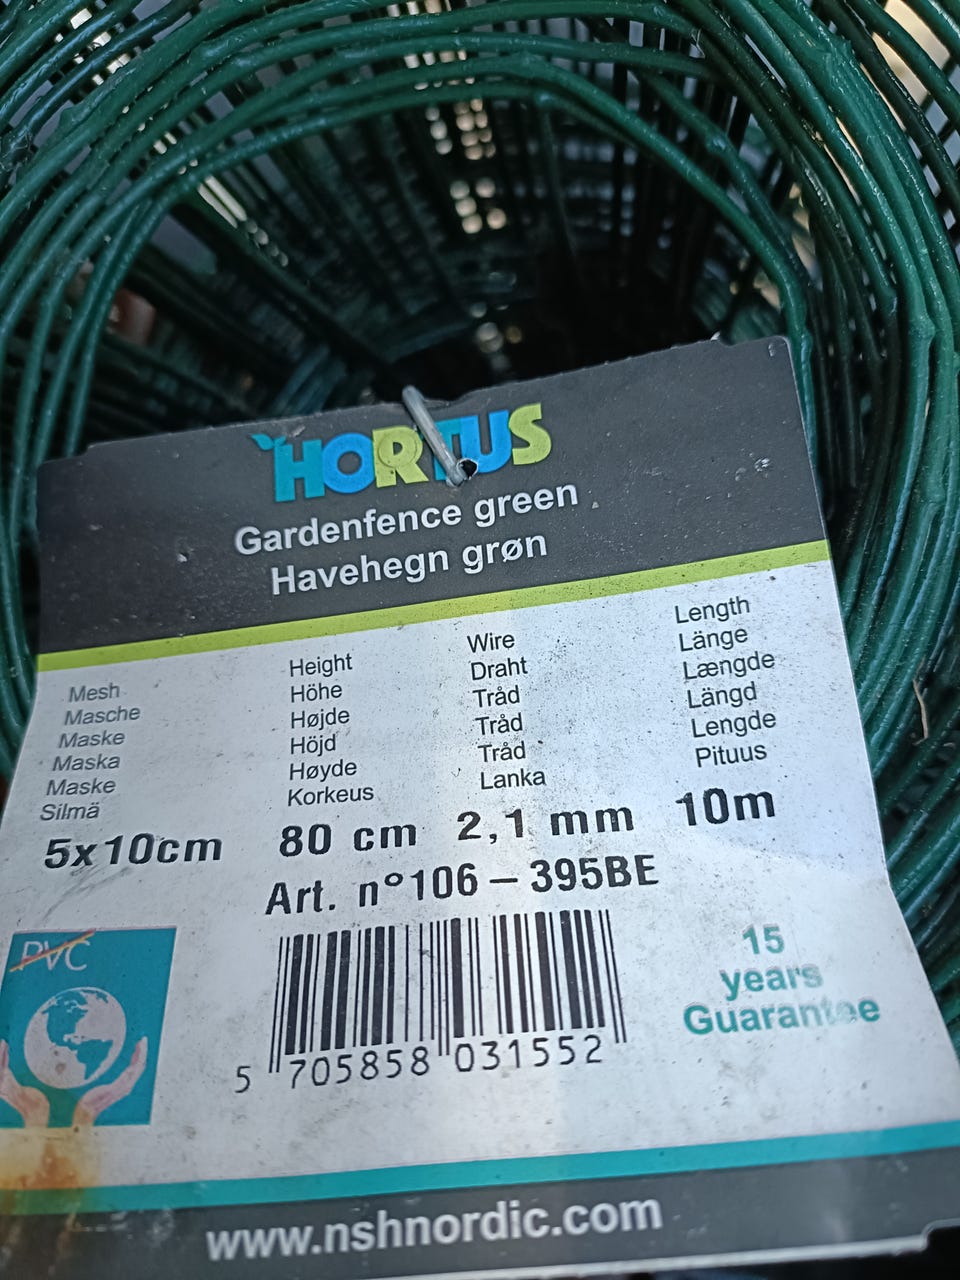 HORTUS
Gardenfence green
Havehegn grøn
Mesh
Masche
Maske
Maska
Maske
Silmä
5x10cm
Height
Höhe
Højde
Höjd
Høyde
Korkeus
80 cm
Wire
Draht
Tråd
Tråd
Tråd
Lanka
2,1 mm
Length
Länge
Længde
Längd
Lengde
Pituus
10m
Art. n°106 – 395BE
PVC
5 705858 031552
15
years
Guarantee
www.nshnordic.com